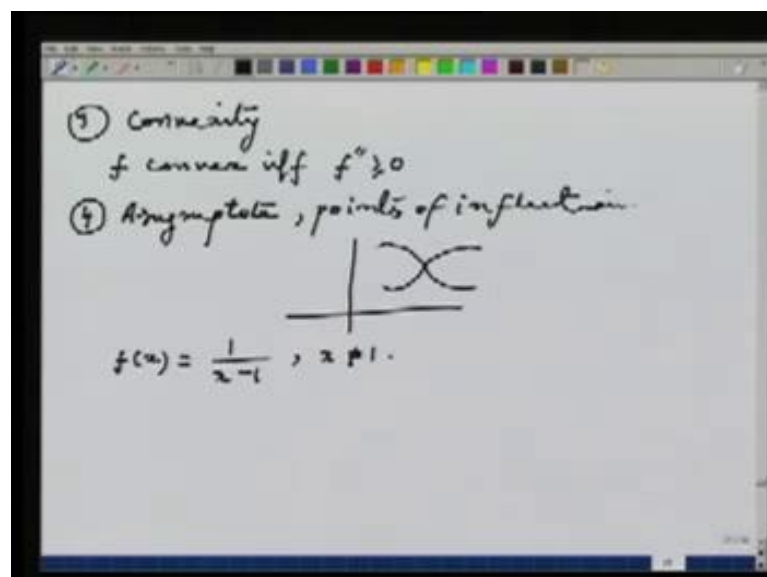 ③ Convexity
f convex iff f" ≥ 0
④ Asymptote, points of inflection
f(x) = 1/(x-1), x ≠ 1.